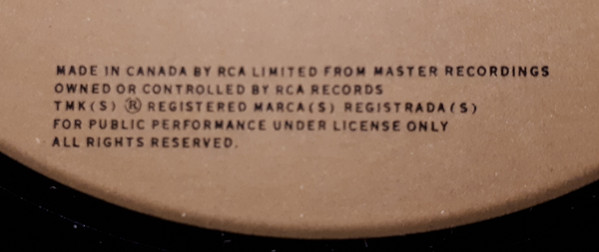 MADE IN CANADA BY RCA LIMITED FROM MASTER RECORDINGS
OWNED OR CONTROLLED BY RCA RECORDS
TMK(S) ® REGISTERED MARCA(S) REGISTRADA(S)
FOR PUBLIC PERFORMANCE UNDER LICENSE ONLY
ALL RIGHTS RESERVED.